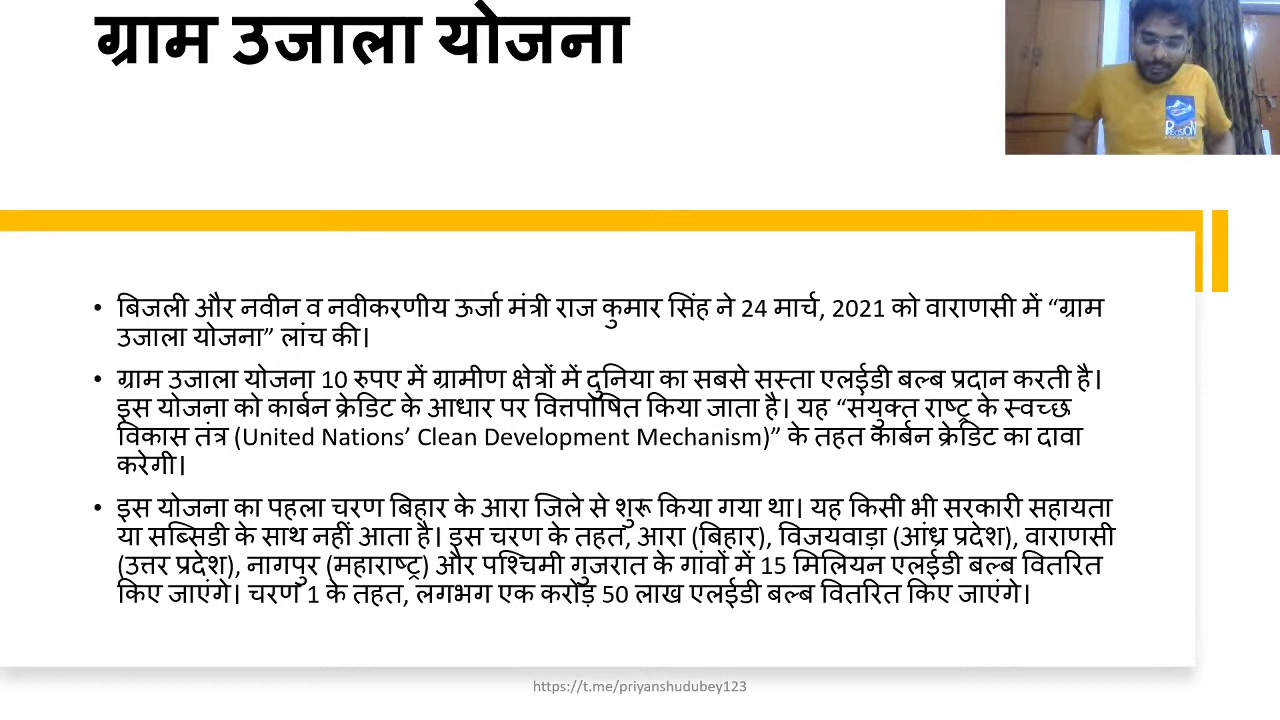 ग्राम उजाला योजना
PRECISION
• बिजली और नवीन व नवीकरणीय ऊर्जा मंत्री राज कुमार सिंह ने 24 मार्च, 2021 को वाराणसी में “ग्राम
उजाला योजना” लांच की।
• ग्राम उजाला योजना 10 रुपए में ग्रामीण क्षेत्रों में दुनिया का सबसे सस्ता एलईडी बल्ब प्रदान करती है।
इस योजना को कार्बन क्रेडिट के आधार पर वित्तपोषित किया जाता है। यह “संयुक्त राष्ट्र के स्वच्छ
विकास तंत्र (United Nations’ Clean Development Mechanism)” के तहत कार्बन क्रेडिट का दावा
करेगी।
• इस योजना का पहला चरण बिहार के आरा जिले से शुरू किया गया था। यह किसी भी सरकारी सहायता
या सब्सिडी के साथ नहीं आता है। इस चरण के तहत, आरा (बिहार), विजयवाड़ा (आंध्र प्रदेश), वाराणसी
(उत्तर प्रदेश), नागपुर (महाराष्ट्र) और पश्चिमी गुजरात के गांवों में 15 मिलियन एलईडी बल्ब वितरित
किए जाएंगे। चरण 1 के तहत, लगभग एक करोड़ 50 लाख एलईडी बल्ब वितरित किए जाएंगे।
https://t.me/priyanshudubey123